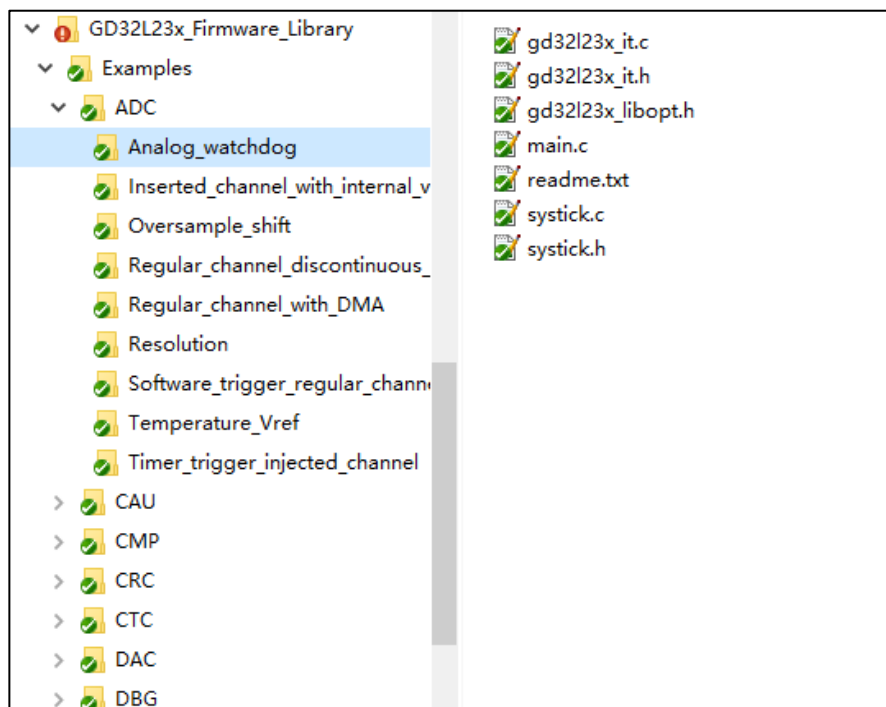 GD32L23x_Firmware_Library
Examples
ADC
Analog_watchdog
Inserted_channel_with_internal_v
Oversample_shift
Regular_channel_discontinuous_
Regular_channel_with_DMA
Resolution
Software_trigger_regular_chann
Temperature_Vref
Timer_trigger_injected_channel
CAU
CMP
CRC
CTC
DAC
DBG
gd32l23x_it.c
gd32l23x_it.h
gd32l23x_libopt.h
main.c
readme.txt
systick.c
systick.h